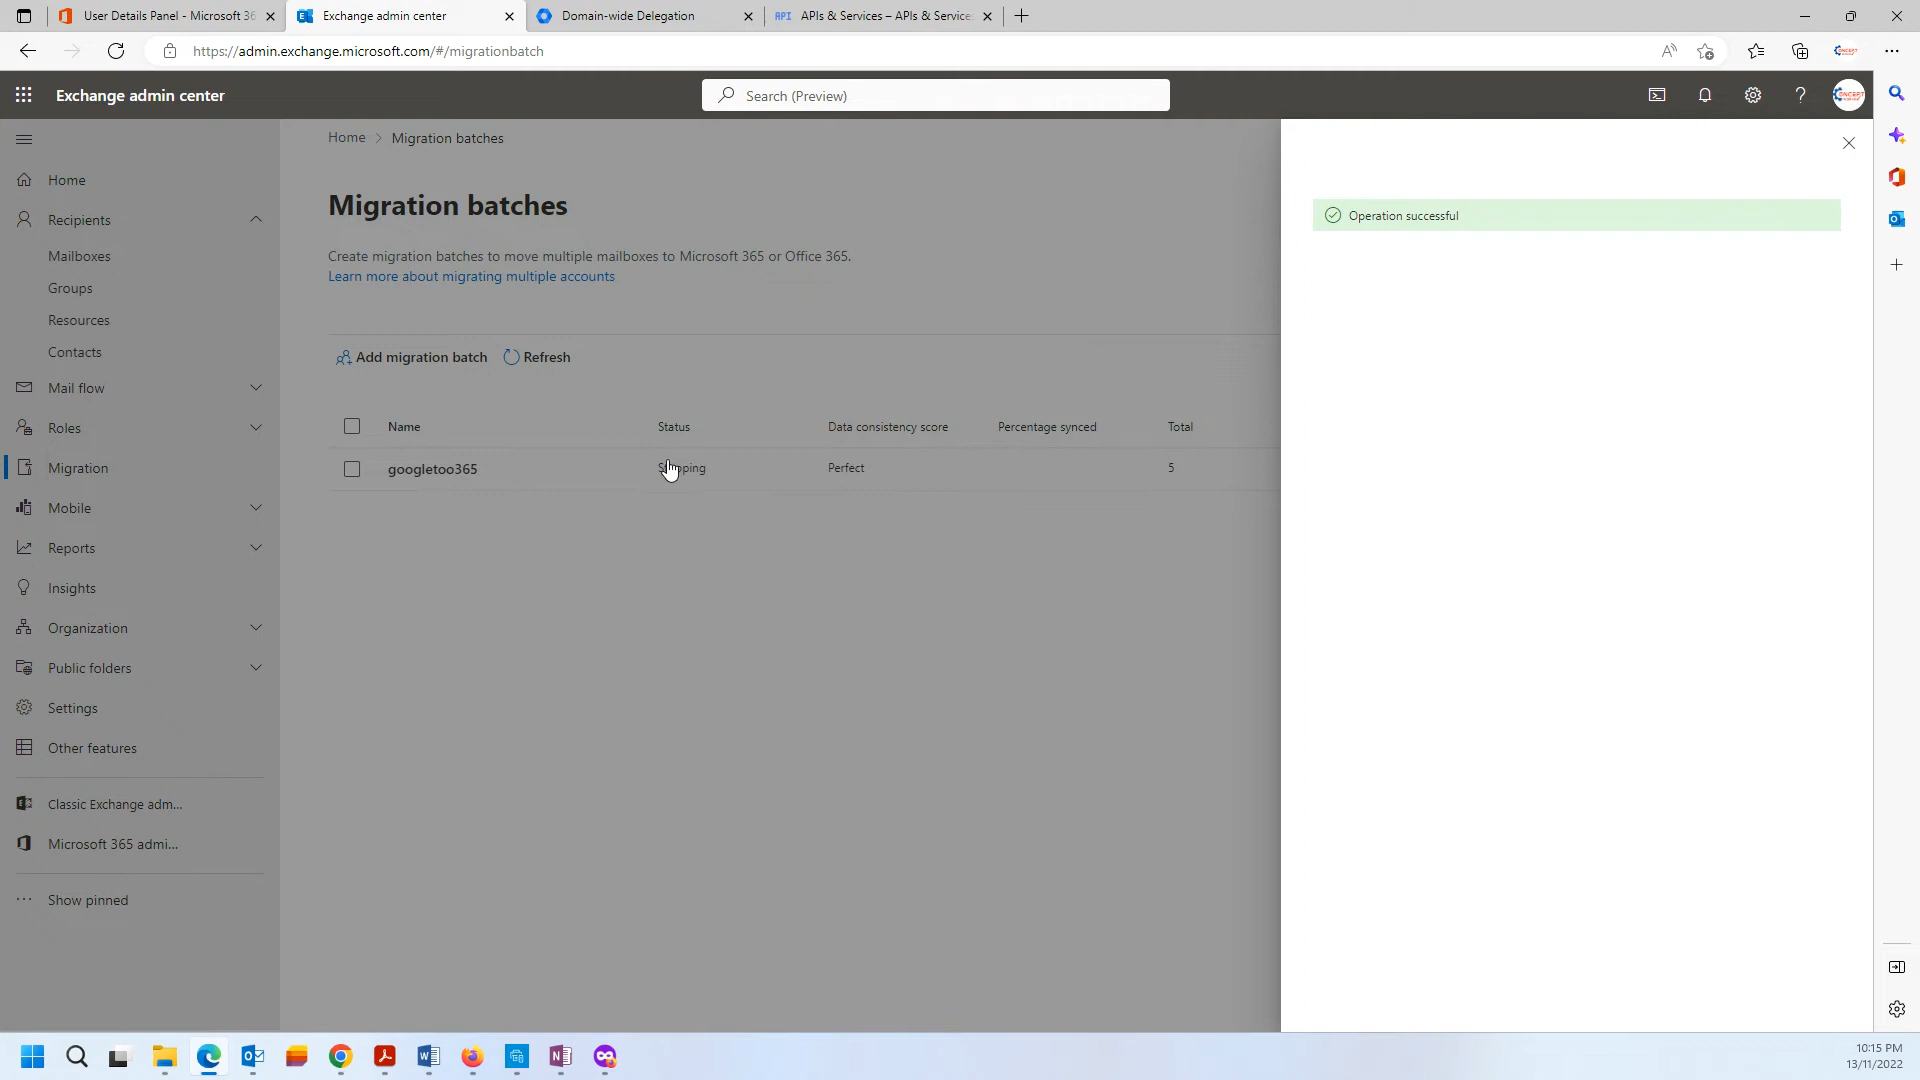 User Details Panel - Microsoft 36
Exchange admin center
Domain-wide Delegation
API
APIs & Services – APIs & Service
https://admin.exchange.microsoft.com/#/migrationbatch
Exchange admin center
Search (Preview)
Home
Migration batches
Operation successful
Home
Recipients
Mailboxes
Groups
Resources
Contacts
Mail flow
Roles
Migration
Mobile
Reports
Insights
Organization
Public folders
Settings
Other features
Classic Exchange adm...
Microsoft 365 admi...
Show pinned
Migration batches
Create migration batches to move multiple mailboxes to Microsoft 365 or Office 365.
Learn more about migrating multiple accounts
Add migration batch
Refresh
Name Status Data consistency score Percentage synced Total
googletoo365 Stopping Perfect 5
10:15 PM
13/11/2022